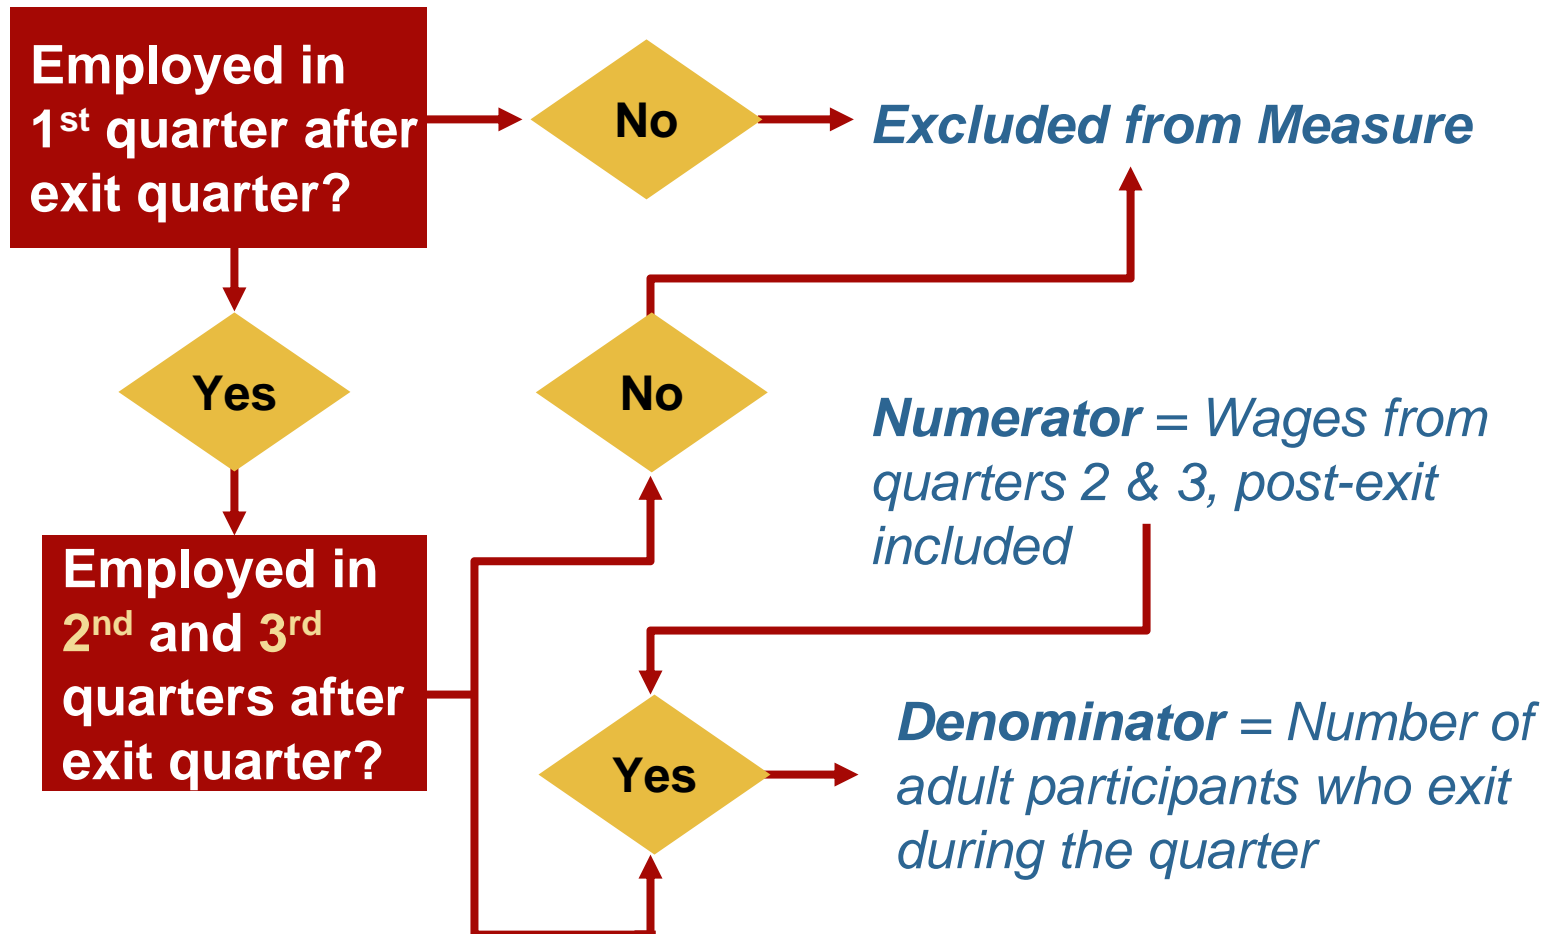 Employed in
1st quarter after
exit quarter?
No
Excluded from Measure
Yes
No
Numerator = Wages from
quarters 2 & 3, post-exit
included
Employed in
2nd and 3rd
quarters after
exit quarter?
Yes
Denominator = Number of
adult participants who exit
during the quarter